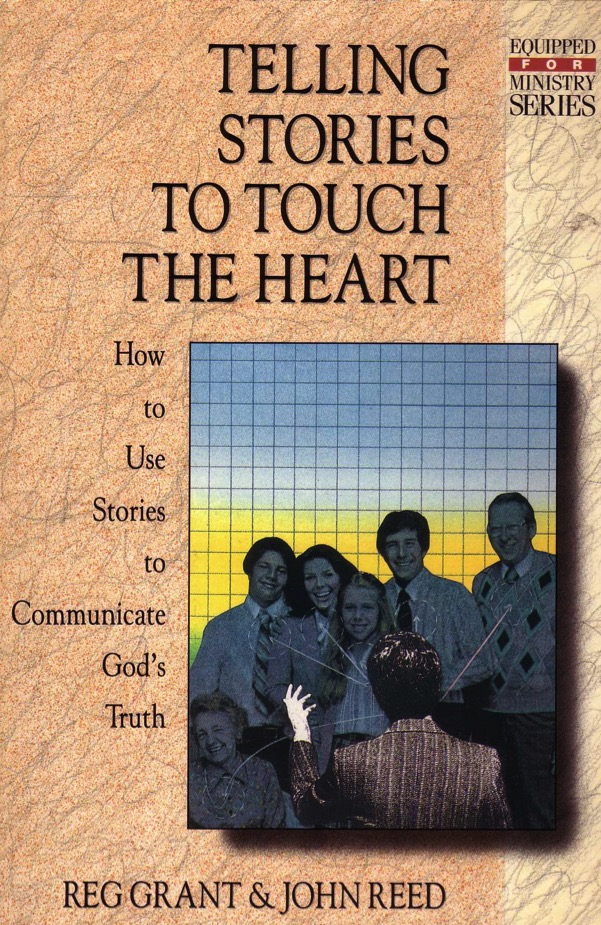 TELLING
STORIES
TO TOUCH
THE HEART
EQUIPPED
FOR
MINISTRY
SERIES
How
to
Use
Stories
to
Communicate
God's
Truth
REG GRANT & JOHN REED